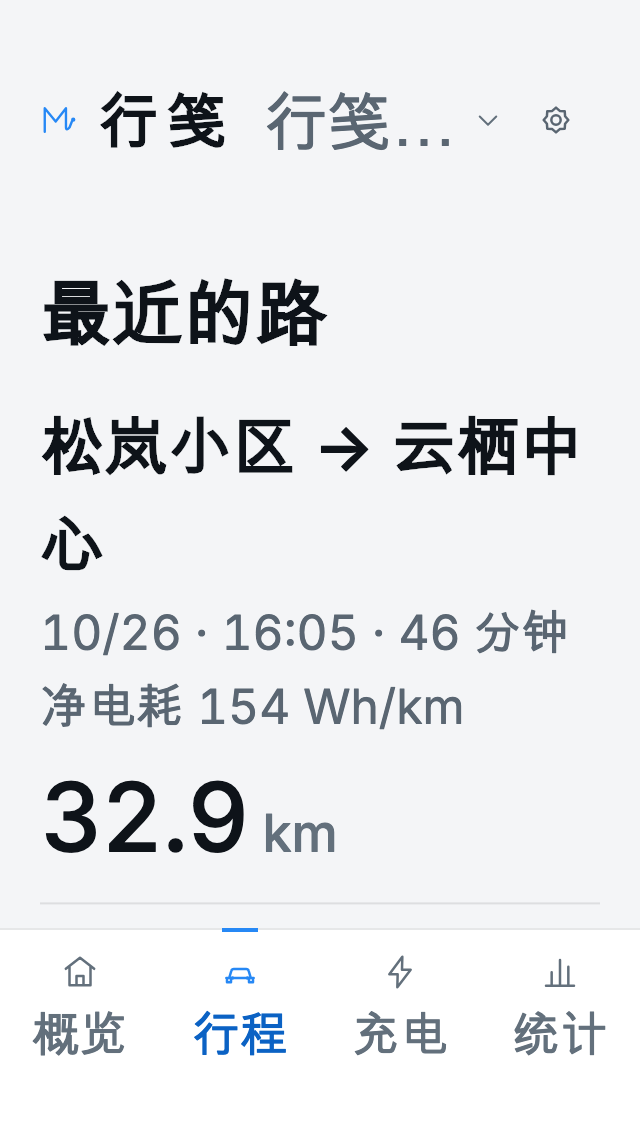 行笺 行笺...
最近的路
松岚小区 → 云栖中
心
10/26 · 16:05 · 46 分钟
净电耗 154 Wh/km
32.9 km
概览 行程 充电 统计